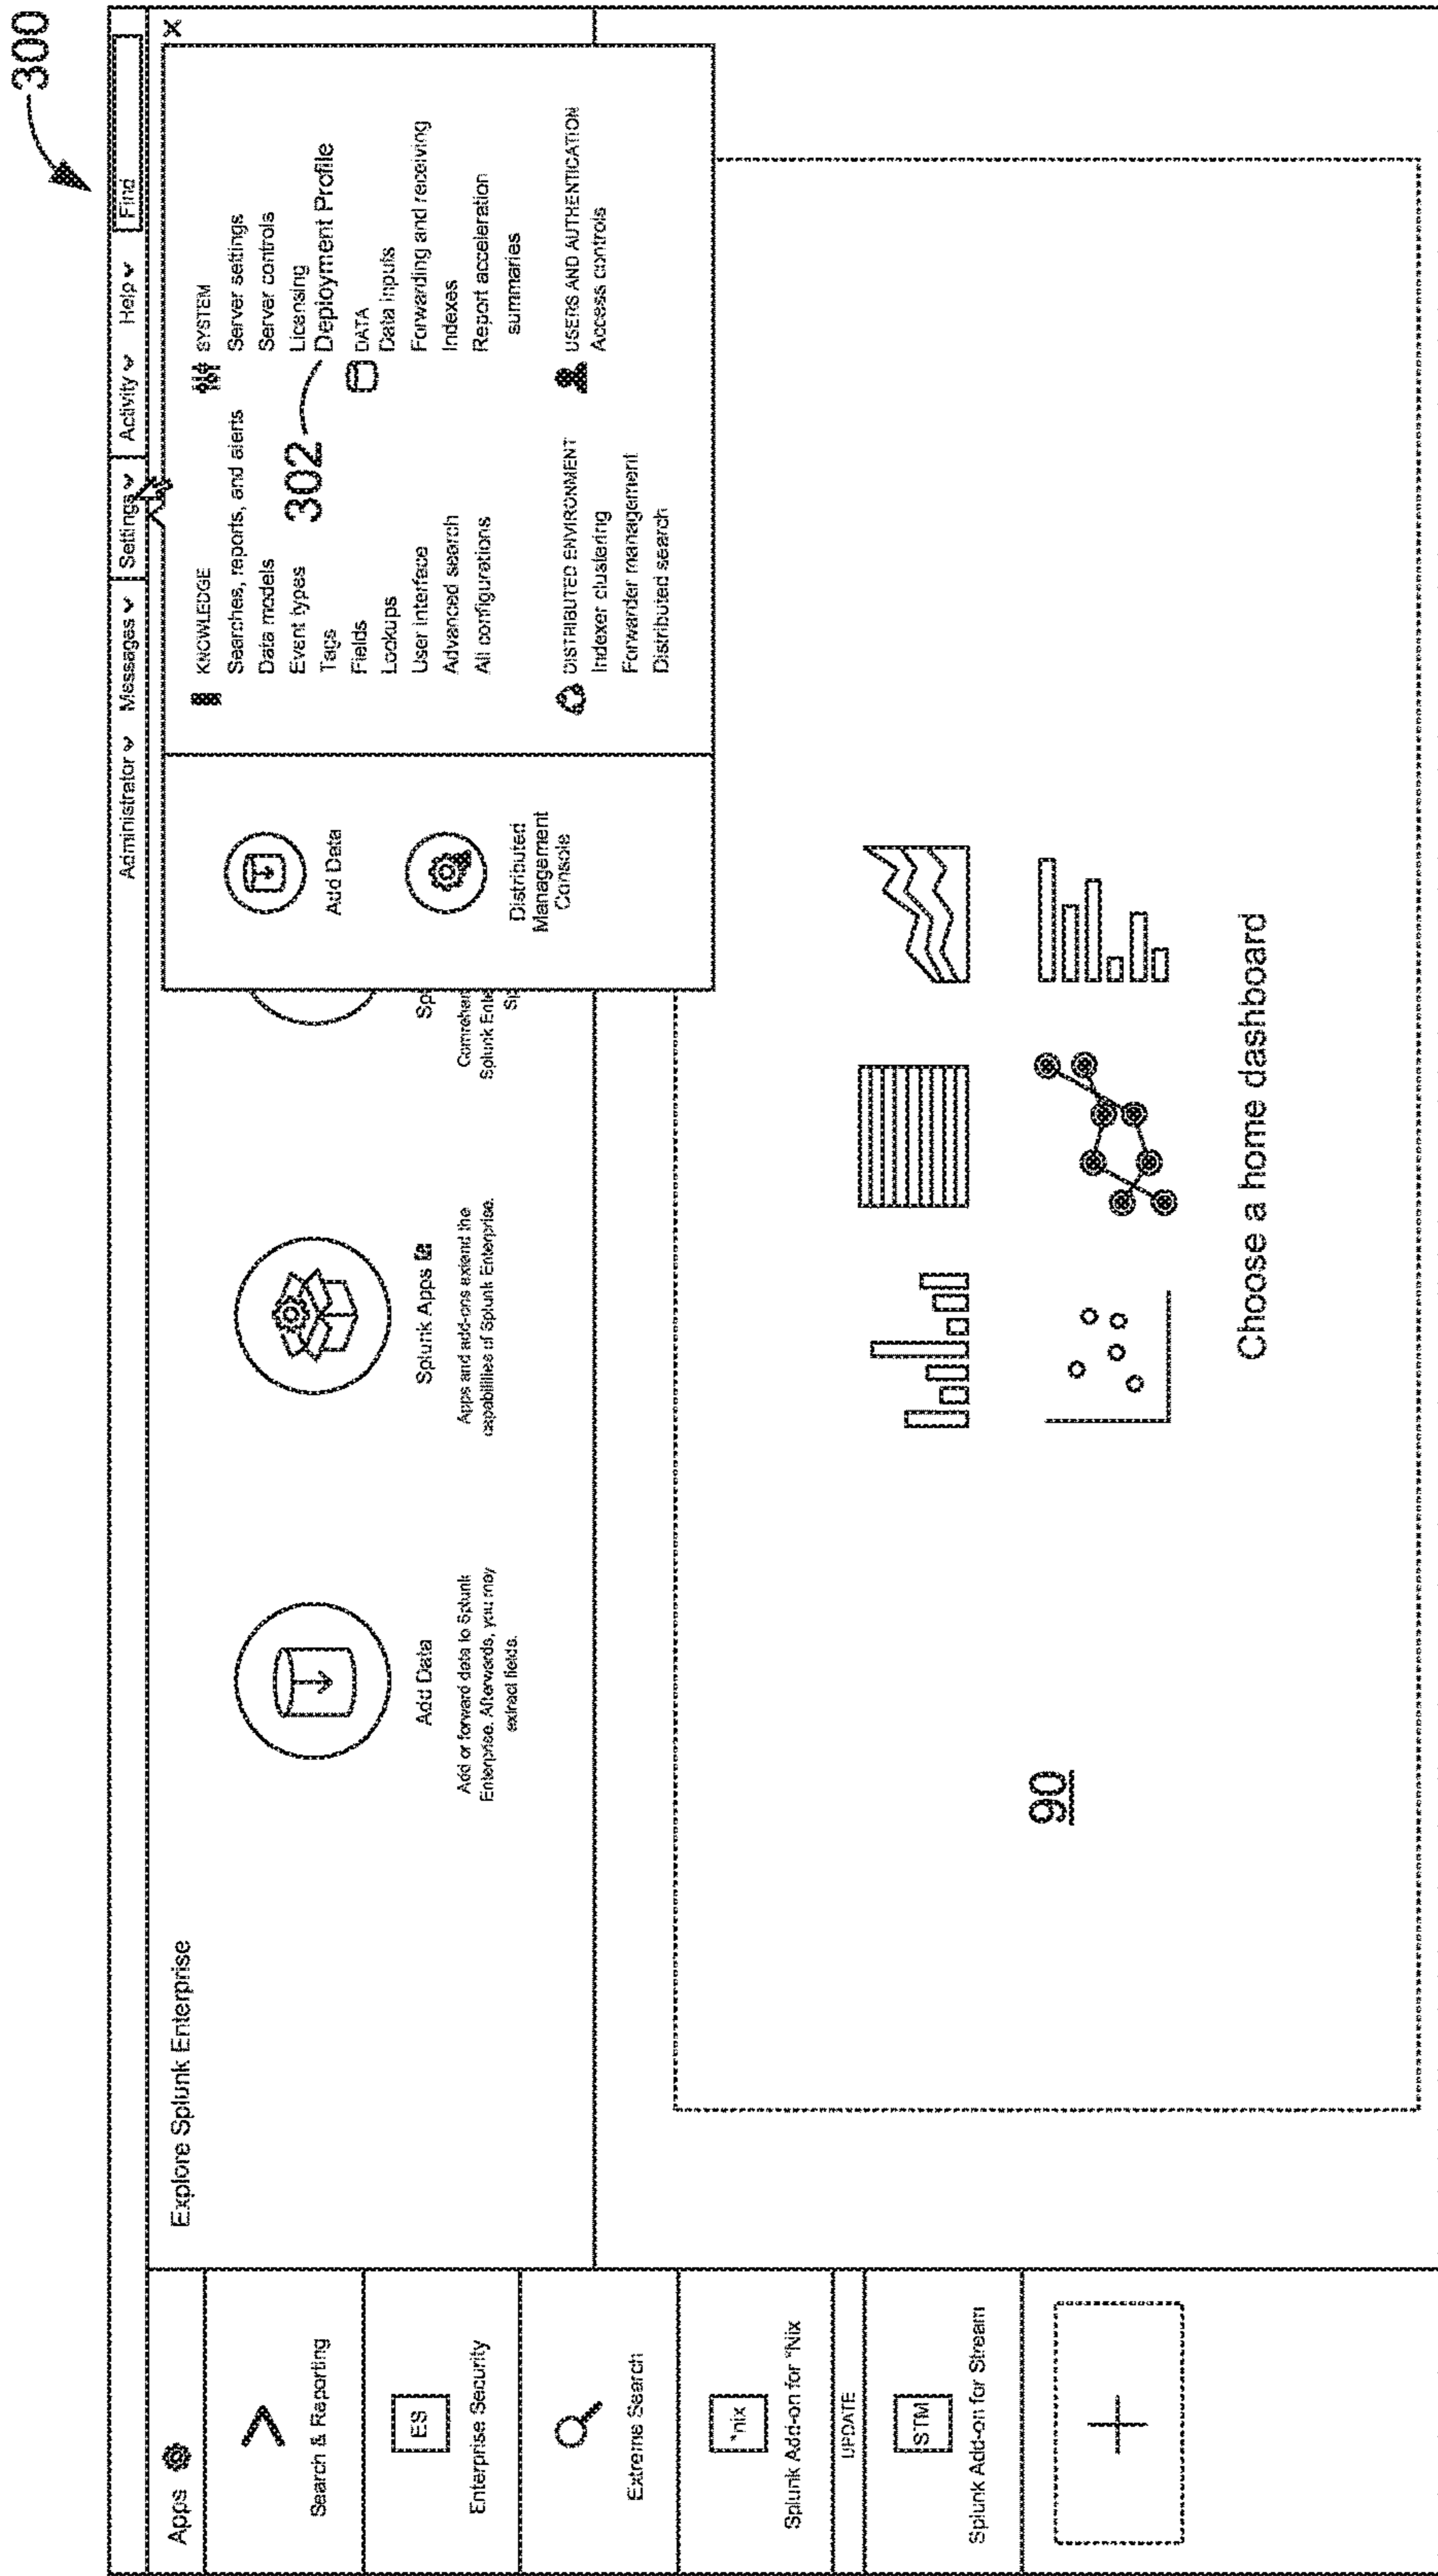 300
Administrator Messages Settings Activity Help Find
Apps
Search & Reporting
ES
Enterprise Security
Extreme Search
*nix
Splunk Add-on for *Nix
UPDATE
STM
Splunk Add-on for Stream
Explore Splunk Enterprise
Add Data
Add or forward data to Splunk
Enterprise. Afterwards, you may
extract fields.
Splunk Apps
Apps and add-ons extend the
capabilities of Splunk Enterprise.
Sp
Comrehen
Splunk Ente
Sp
X
Add Data
Distributed
Management
Console
KNOWLEDGE
Searches, reports, and alerts
Data models
Event types
Tags
Fields
Lookups
User interface
Advanced search
All configurations
302
DISTRIBUTED ENVIRONMENT
Indexer clustering
Forwarder management
Distributed search
SYSTEM
Server settings
Server controls
Licensing
Deployment Profile
DATA
Data inputs
Forwarding and receiving
Indexes
Report acceleration
summaries
USERS AND AUTHENTICATION
Access controls
90
Choose a home dashboard